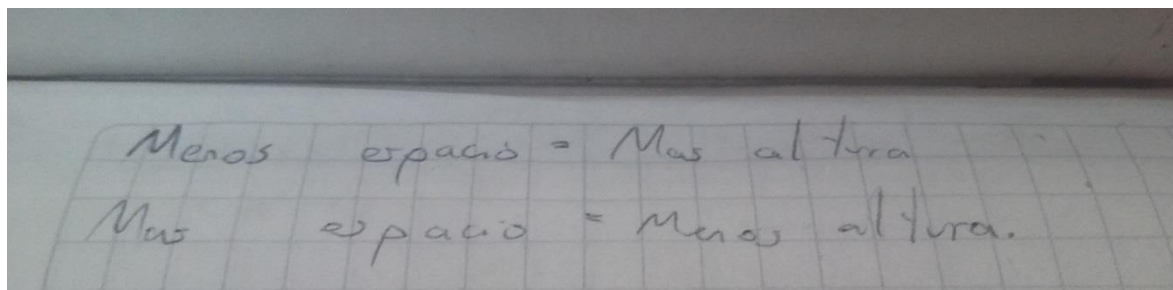 Menos espacio = Mas altura
Mas espacio = Menos altura.